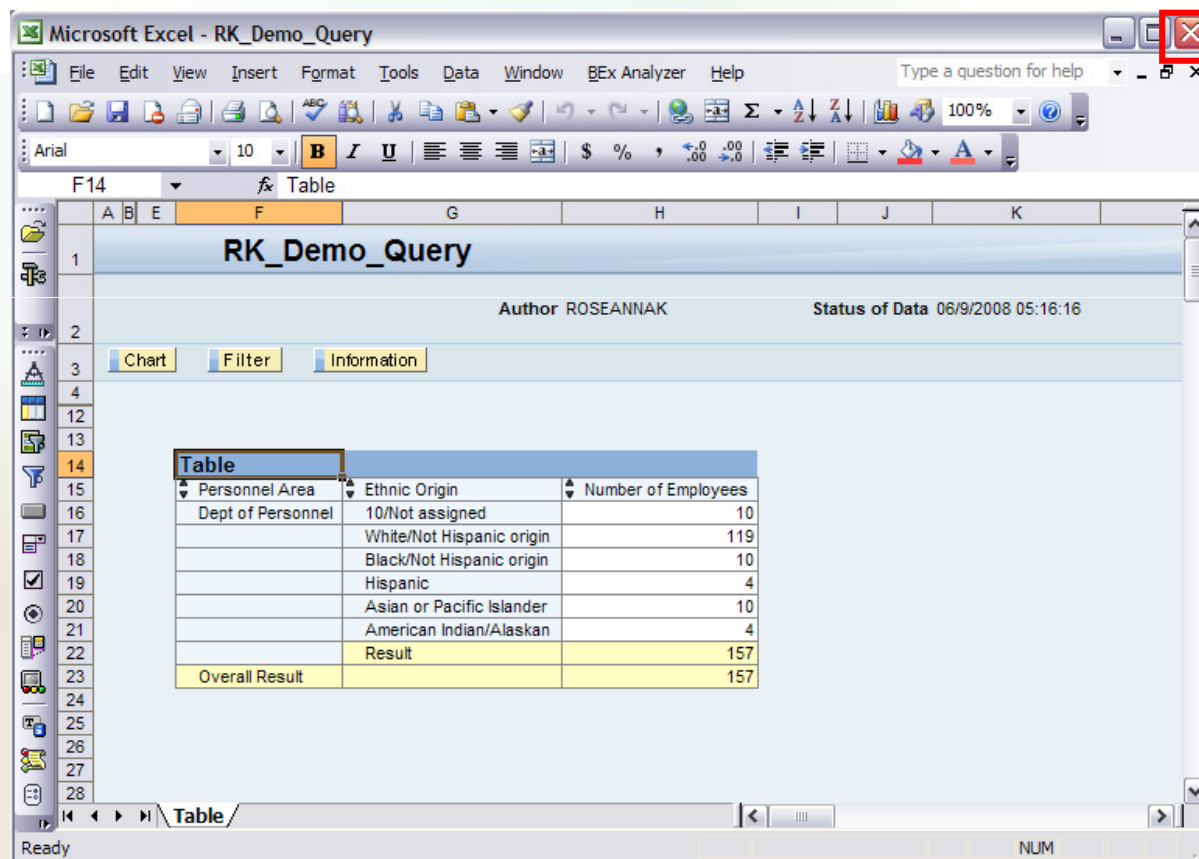 Microsoft Excel - RK_Demo_Query
File Edit View Insert Format Tools Data Window BEx Analyzer Help Type a question for help
100%
Arial 10 B I U $ % ,
F14 fx Table
A B E F G H I J K
1 RK_Demo_Query
2 Author ROSEANNAK Status of Data 06/9/2008 05:16:16
3 Chart Filter Information
4
12
13
14 Table
15 Personnel Area Ethnic Origin Number of Employees
16 Dept of Personnel 10/Not assigned 10
17 White/Not Hispanic origin 119
18 Black/Not Hispanic origin 10
19 Hispanic 4
20 Asian or Pacific Islander 10
21 American Indian/Alaskan 4
22 Result 157
23 Overall Result 157
24
25
26
27
28
Table
Ready NUM